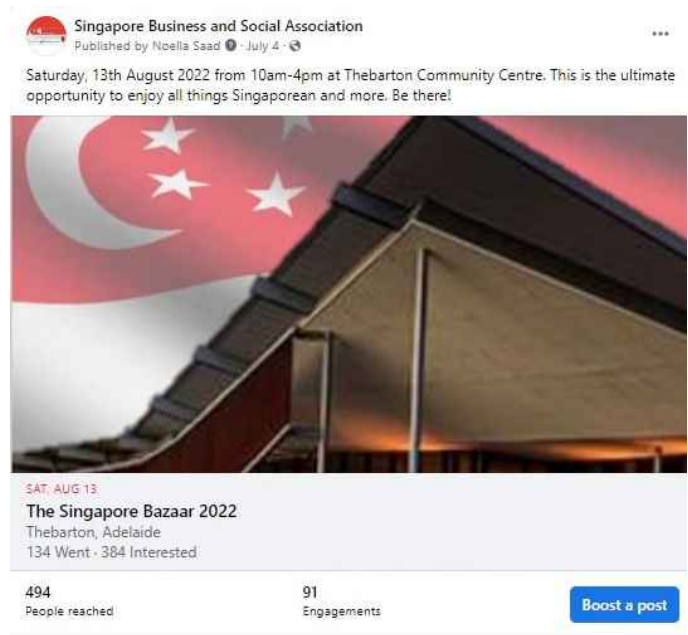 Singapore Business and Social Association
Published by Noella Saad · July 4 ·
Saturday, 13th August 2022 from 10am-4pm at Thebarton Community Centre. This is the ultimate
opportunity to enjoy all things Singaporean and more. Be there!
SAT, AUG 13
The Singapore Bazaar 2022
Thebarton, Adelaide
134 Went · 384 Interested
494
People reached
91
Engagements
Boost a post